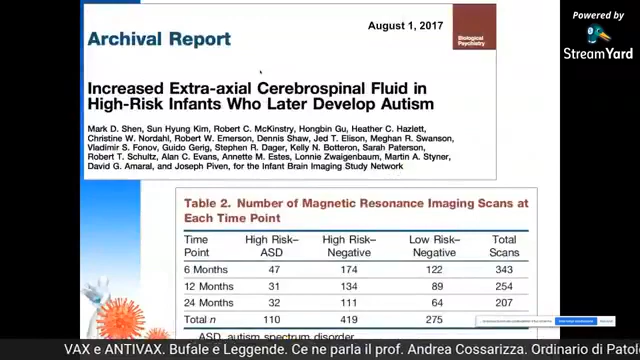 August 1, 2017
Powered by
StreamYard
Archival Report
Biological
Psychiatry
Increased Extra-axial Cerebrospinal Fluid in
High-Risk Infants Who Later Develop Autism
Mark D. Shen, Sun Hyung Kim, Robert C. McKinstry, Hongbin Gu, Heather C. Hazlett,
Christine W. Nordahl, Robert W. Emerson, Dennis Shaw, Jed T. Elison, Meghan R. Swanson,
Vladimir S. Fonov, Guido Gerig, Stephen R. Dager, Kelly N. Botteron, Sarah Paterson,
Robert T. Schultz, Alan C. Evans, Annette M. Estes, Lonnie Zwaigenbaum, Martin A. Styner,
David G. Amaral, and Joseph Piven, for the Infant Brain Imaging Study Network
Table 2. Number of Magnetic Resonance Imaging Scans at
Each Time Point
Time Point High Risk–ASD High Risk–Negative Low Risk–Negative Total Scans
6 Months 47 174 122 343
12 Months 31 134 89 254
24 Months 32 111 64 207
Total n 110 419 275
ASD, autism spectrum disorder
VAX e ANTIVAX. Bufale e Leggende. Ce ne parla il prof. Andrea Cossarizza. Ordinario di Patol